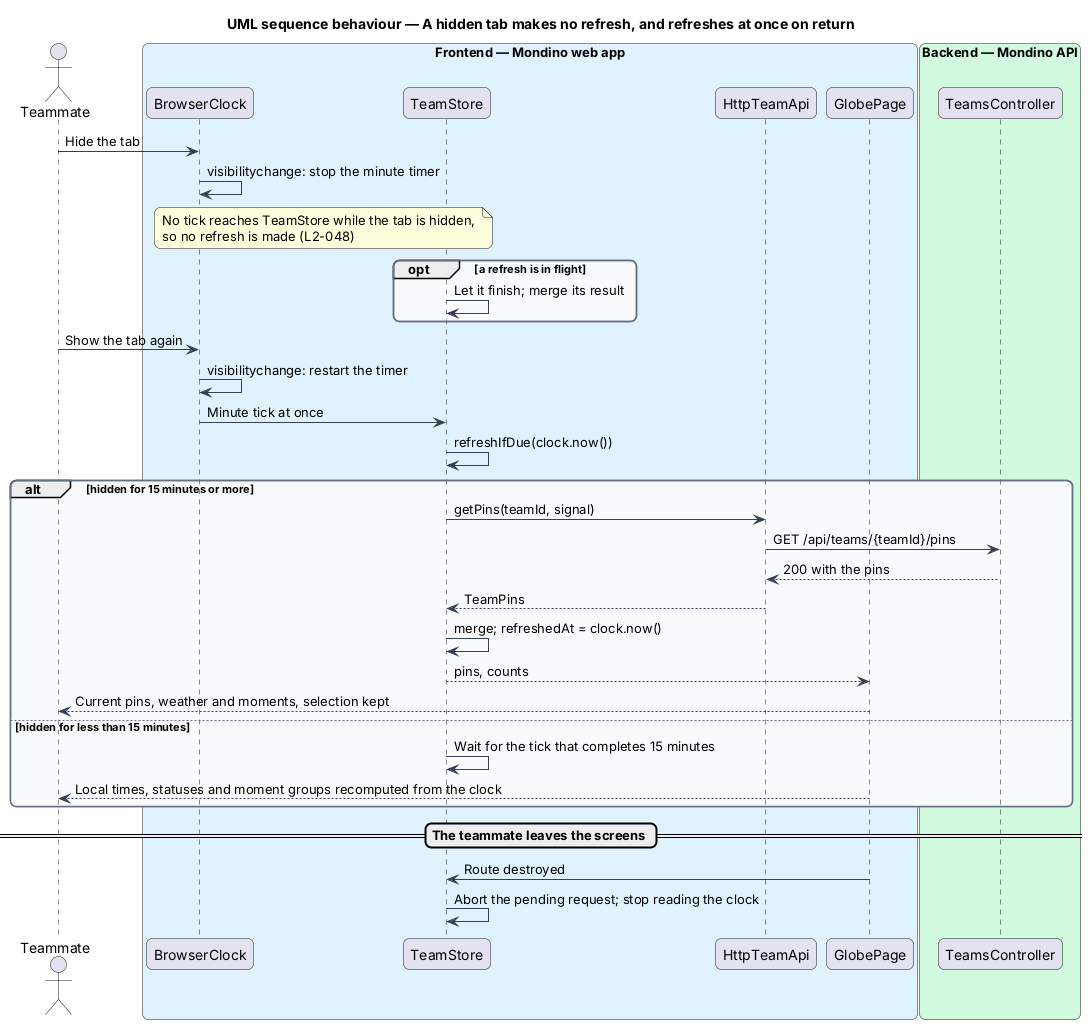 UML sequence behaviour — A hidden tab makes no refresh, and refreshes at once on return
Frontend — Mondino web app
Backend — Mondino API
Teammate
BrowserClock
TeamStore
HttpTeamApi
GlobePage
TeamsController
Hide the tab
visibilitychange: stop the minute timer
No tick reaches TeamStore while the tab is hidden,
so no refresh is made (L2-048)
opt
[a refresh is in flight]
Let it finish; merge its result
Show the tab again
visibilitychange: restart the timer
Minute tick at once
refreshIfDue(clock.now())
alt
[hidden for 15 minutes or more]
getPins(teamId, signal)
GET /api/teams/{teamId}/pins
200 with the pins
TeamPins
merge; refreshedAt = clock.now()
pins, counts
Current pins, weather and moments, selection kept
[hidden for less than 15 minutes]
Wait for the tick that completes 15 minutes
Local times, statuses and moment groups recomputed from the clock
The teammate leaves the screens
Route destroyed
Abort the pending request; stop reading the clock
Teammate
BrowserClock
TeamStore
HttpTeamApi
GlobePage
TeamsController